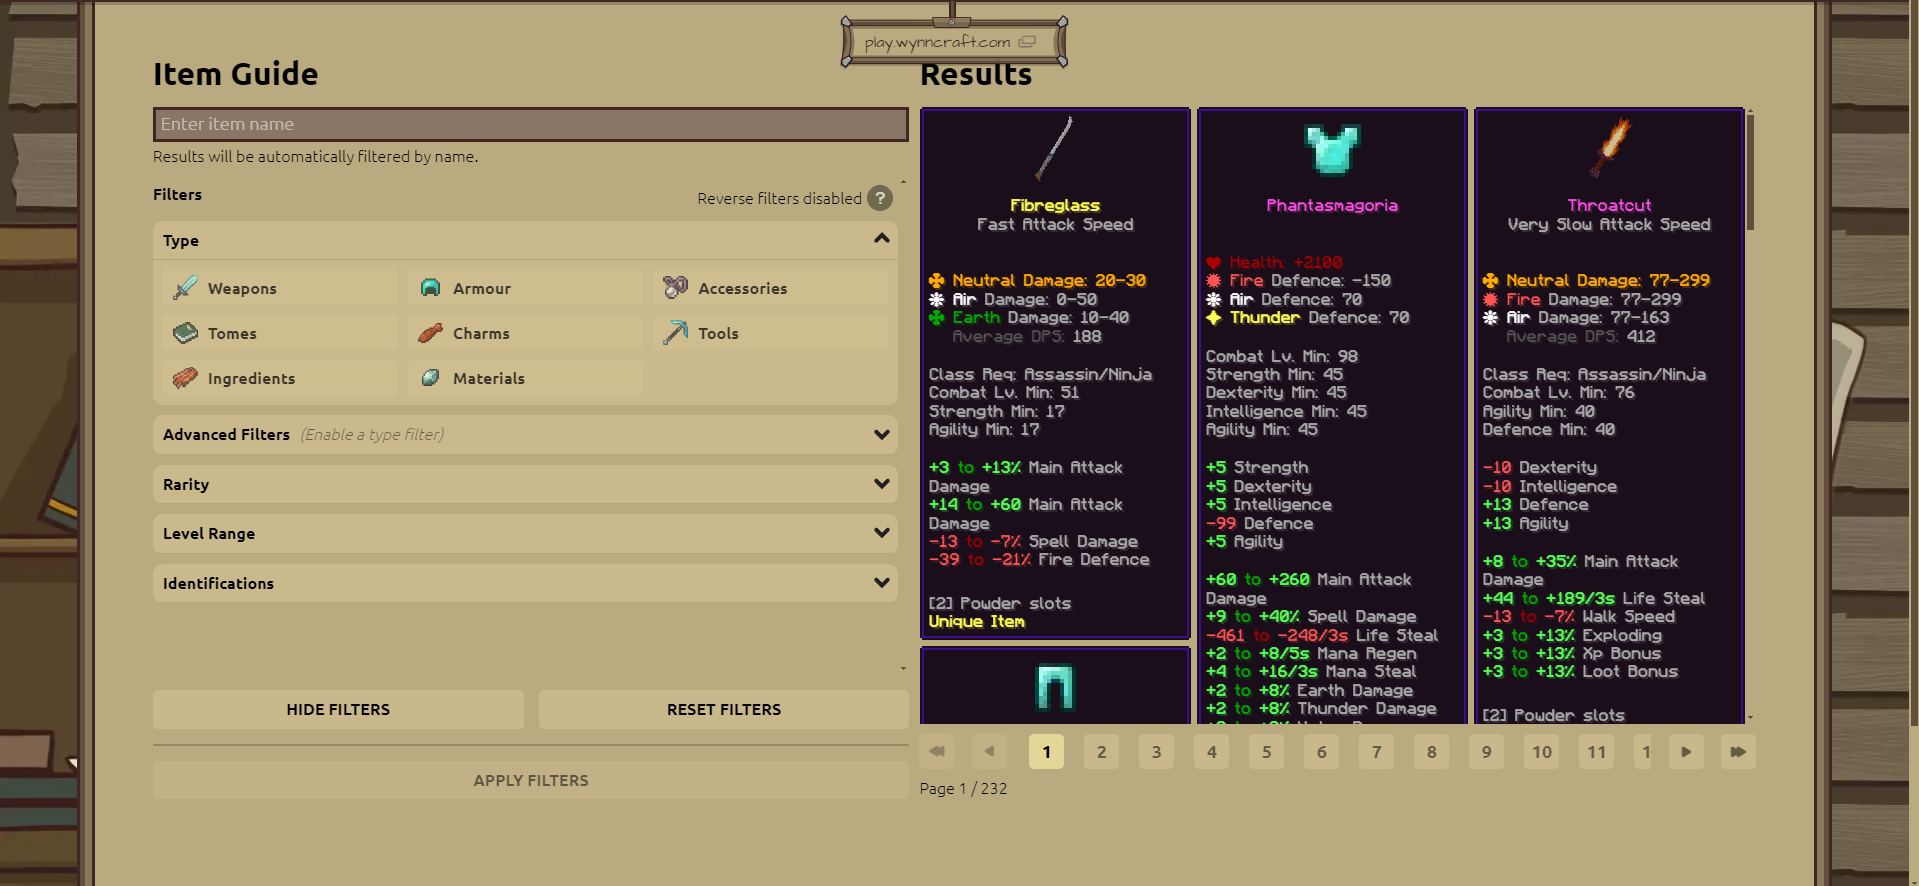 play.wynncraft.com
Item Guide
Enter item name
Results will be automatically filtered by name.
Filters
Reverse filters disabled ?
Type
Weapons
Armour
Accessories
Tomes
Charms
Tools
Ingredients
Materials
Advanced Filters (Enable a type filter)
Rarity
Level Range
Identifications
HIDE FILTERS
RESET FILTERS
APPLY FILTERS
Results
Fibreglass
Fast Attack Speed
Neutral Damage: 20-30
Air Damage: 0-50
Earth Damage: 10-40
Average DPS: 188
Class Req: Assassin/Ninja
Combat Lv. Min: 51
Strength Min: 17
Agility Min: 17
+3 to +13% Main Attack
Damage
+14 to +60 Main Attack
Damage
-13 to -7% Spell Damage
-39 to -21% Fire Defence
[2] Powder slots
Unique Item
Phantasmagoria
Health: +2100
Fire Defence: -150
Air Defence: 70
Thunder Defence: 70
Combat Lv. Min: 98
Strength Min: 45
Dexterity Min: 45
Intelligence Min: 45
Agility Min: 45
+5 Strength
+5 Dexterity
+5 Intelligence
-99 Defence
+5 Agility
+60 to +260 Main Attack
Damage
+9 to +40% Spell Damage
-461 to -248/3s Life Steal
+2 to +8/5s Mana Regen
+4 to +16/3s Mana Steal
+2 to +8% Earth Damage
+2 to +8% Thunder Damage
Throatcut
Very Slow Attack Speed
Neutral Damage: 77-299
Fire Damage: 77-299
Air Damage: 77-163
Average DPS: 412
Class Req: Assassin/Ninja
Combat Lv. Min: 76
Agility Min: 40
Defence Min: 40
-10 Dexterity
-10 Intelligence
+13 Defence
+13 Agility
+8 to +35% Main Attack
Damage
+44 to +189/3s Life Steal
-13 to -7% Walk Speed
+3 to +13% Exploding
+3 to +13% Xp Bonus
+3 to +13% Loot Bonus
[2] Powder slots
1 2 3 4 5 6 7 8 9 10 11 1
Page 1 / 232